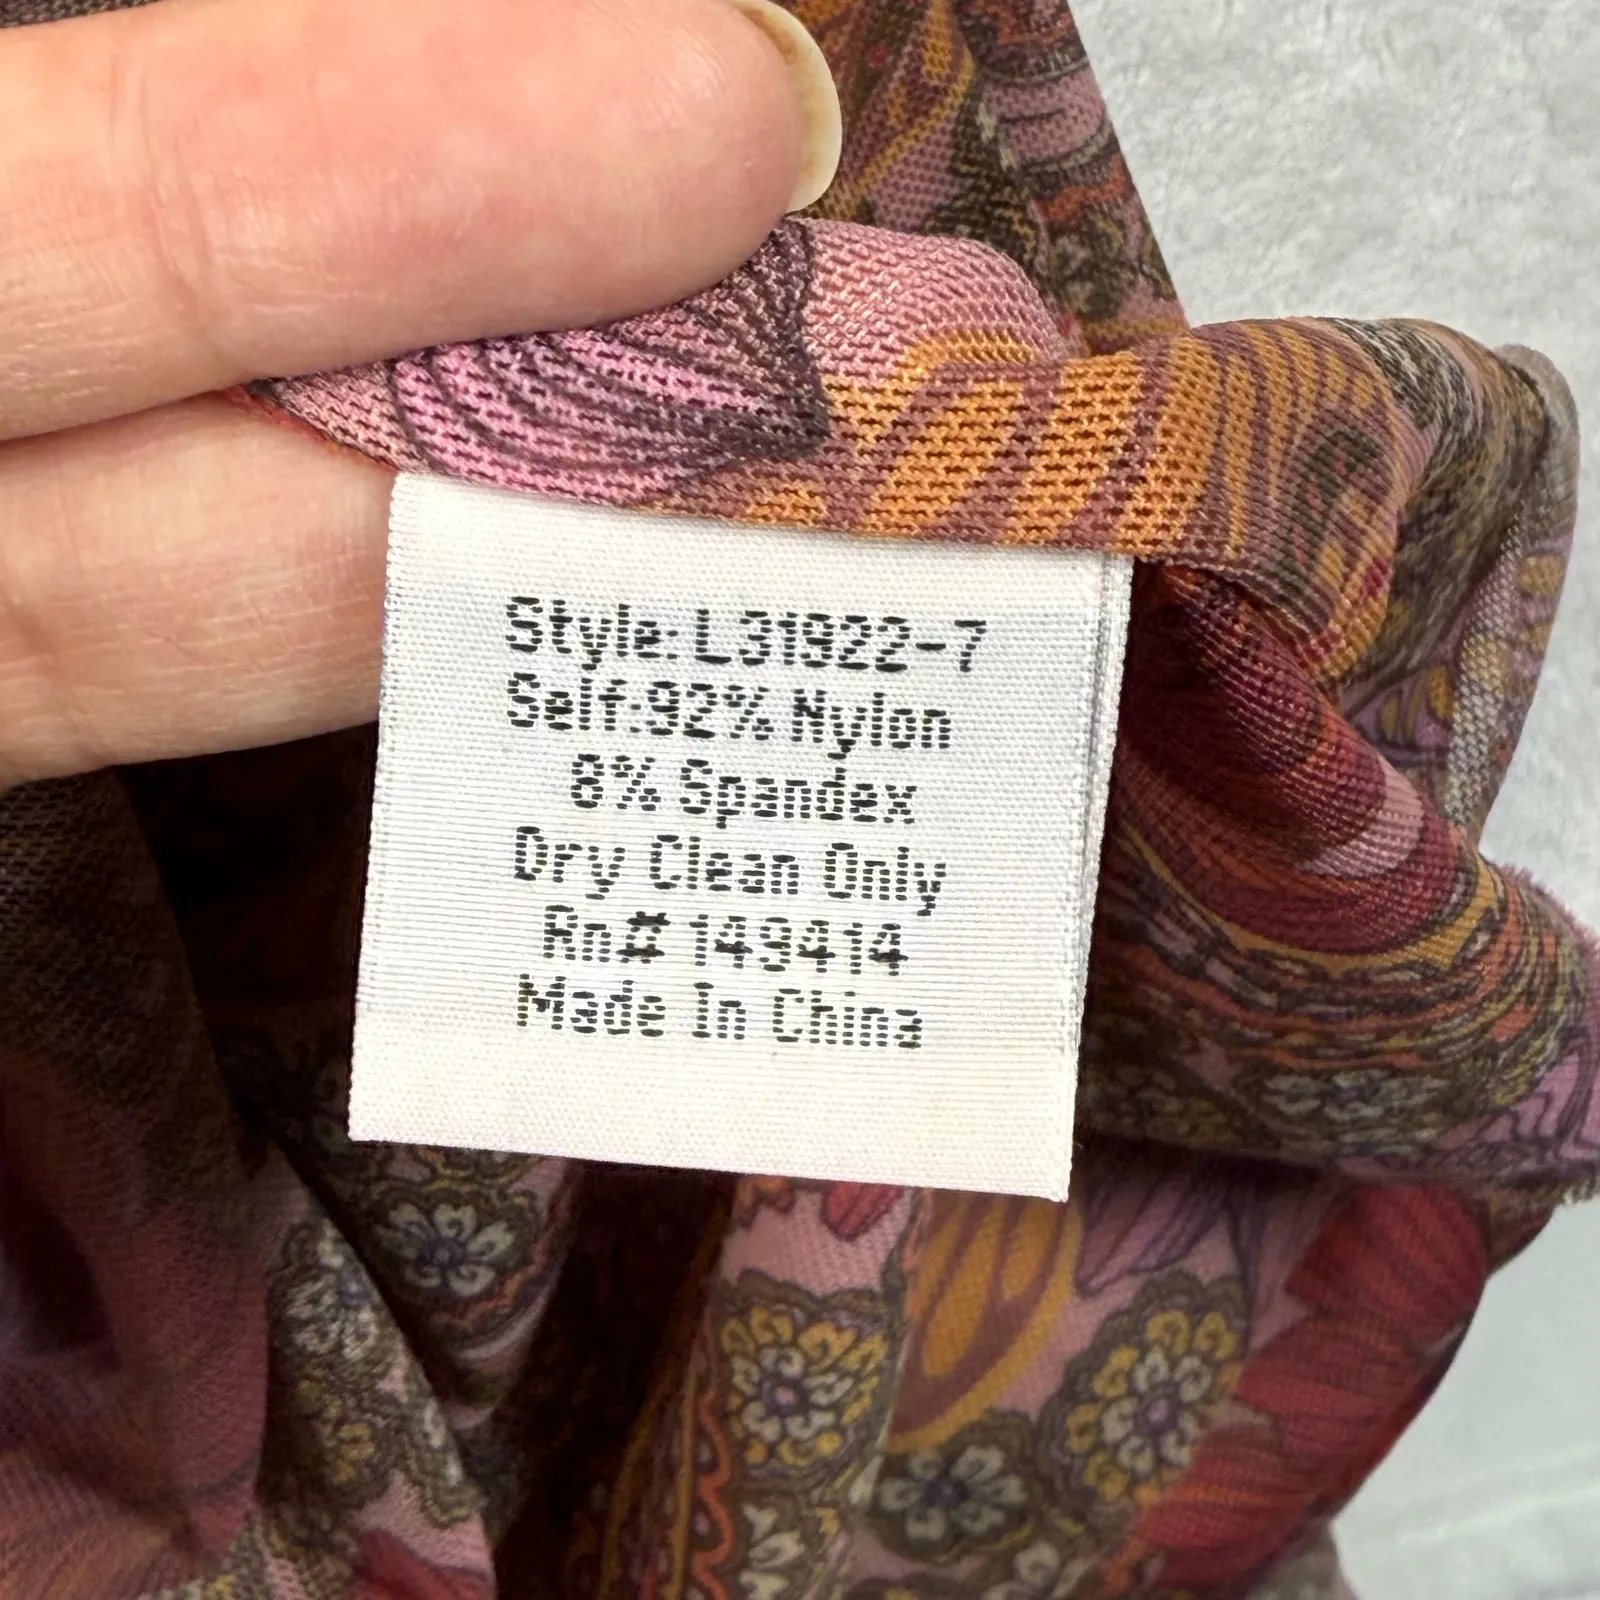 Style: L31922-7
Self:92% Nylon
8% Spandex
Dry Clean Only
Rn# 149414
Made In China